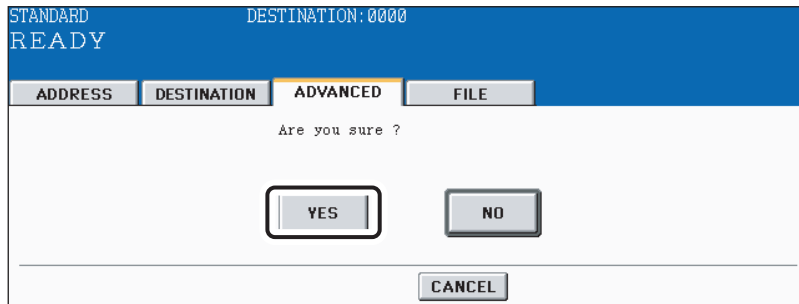 STANDARD DESTINATION:0000
READY
ADDRESS DESTINATION ADVANCED FILE
Are you sure ?
YES NO
CANCEL